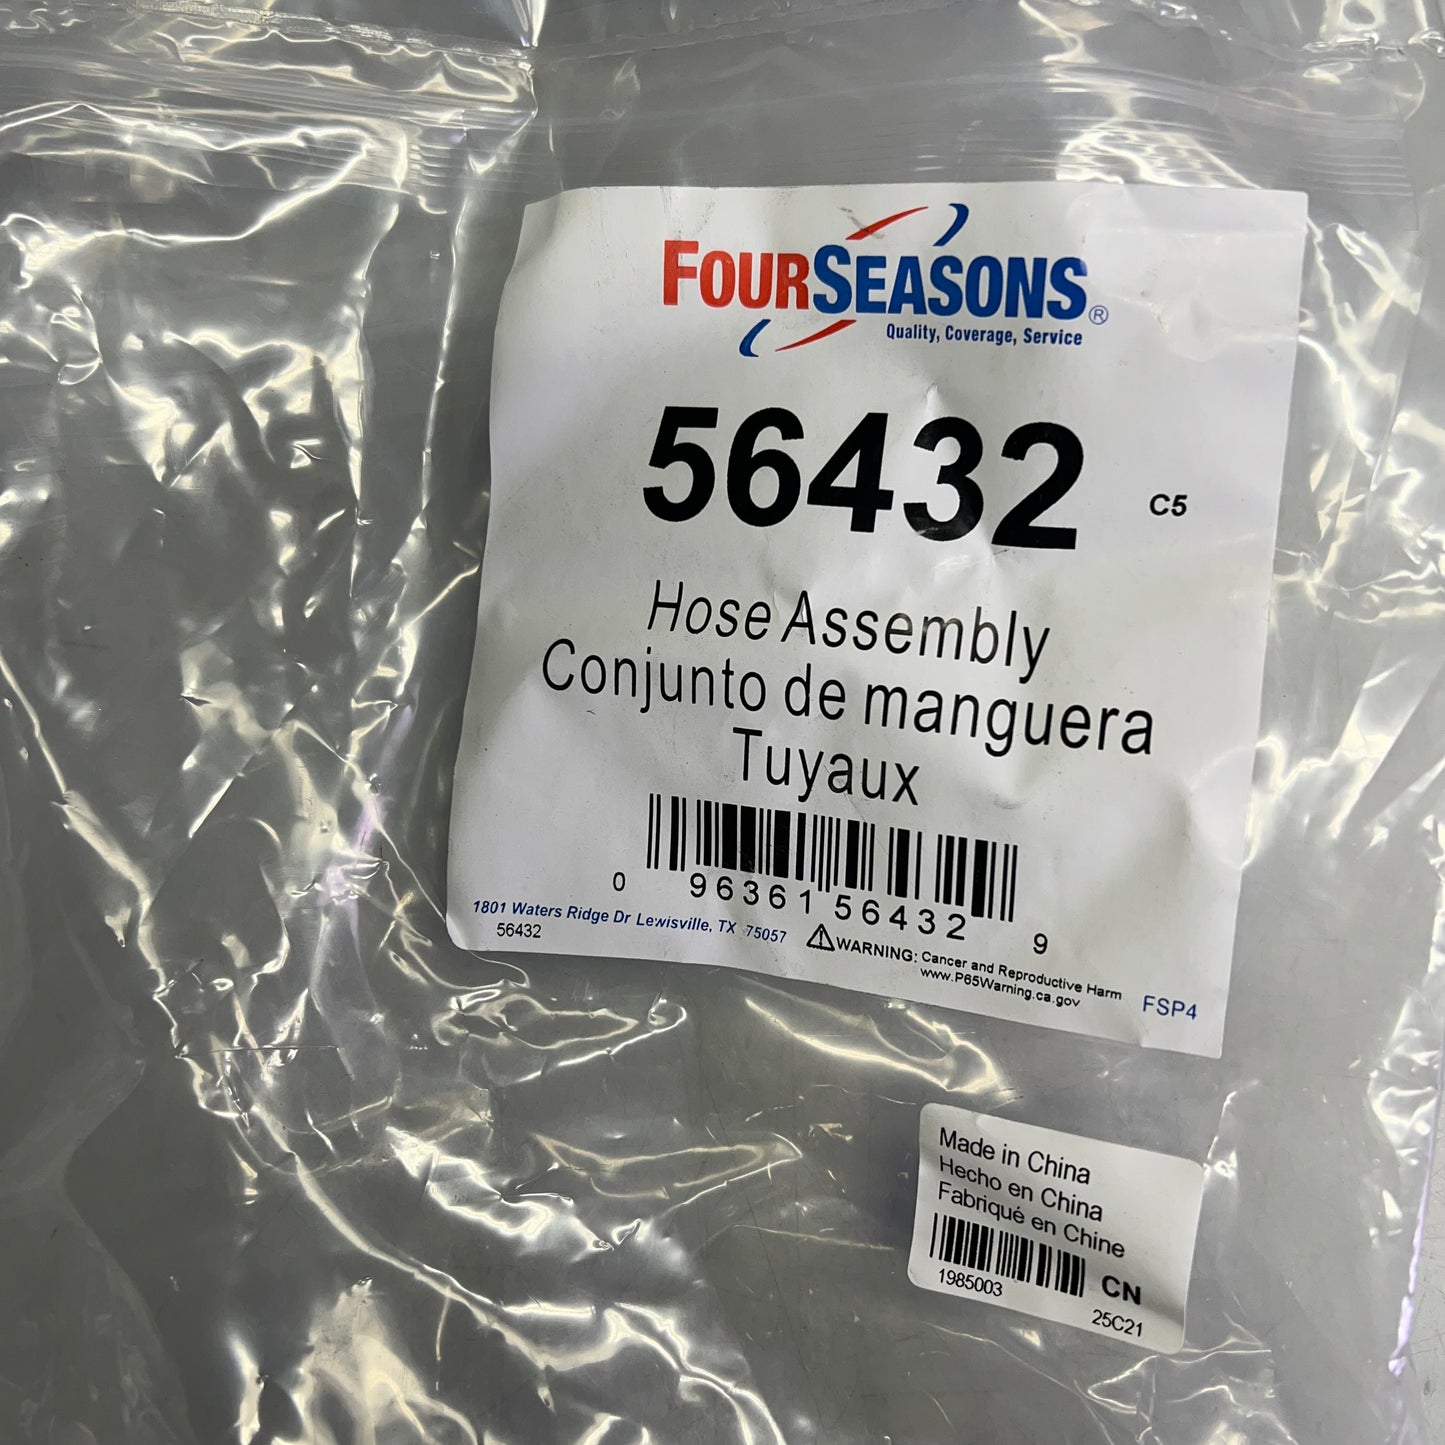 FOURSEASONS®
Quality, Coverage, Service
56432 C5
Hose Assembly
Conjunto de manguera
Tuyaux
0 96361 56432 9
1801 Waters Ridge Dr Lewisville, TX 75057
56432
WARNING: Cancer and Reproductive Harm
www.P65Warning.ca.gov
FSP4
Made in China
Hecho en China
Fabriqué en Chine
CN
1985003
25C21